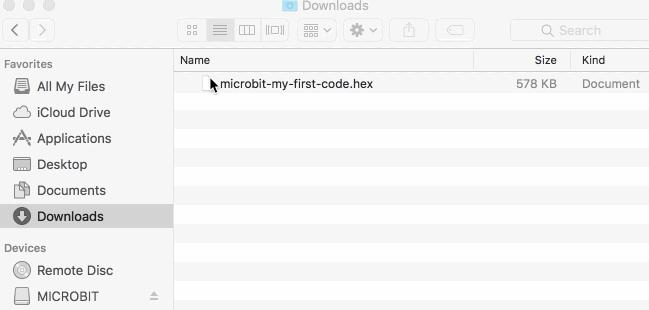 Downloads
Search
Favorites
All My Files
iCloud Drive
Applications
Desktop
Documents
Downloads
Devices
Remote Disc
MICROBIT
Name Size Kind
microbit-my-first-code.hex 578 KB Document